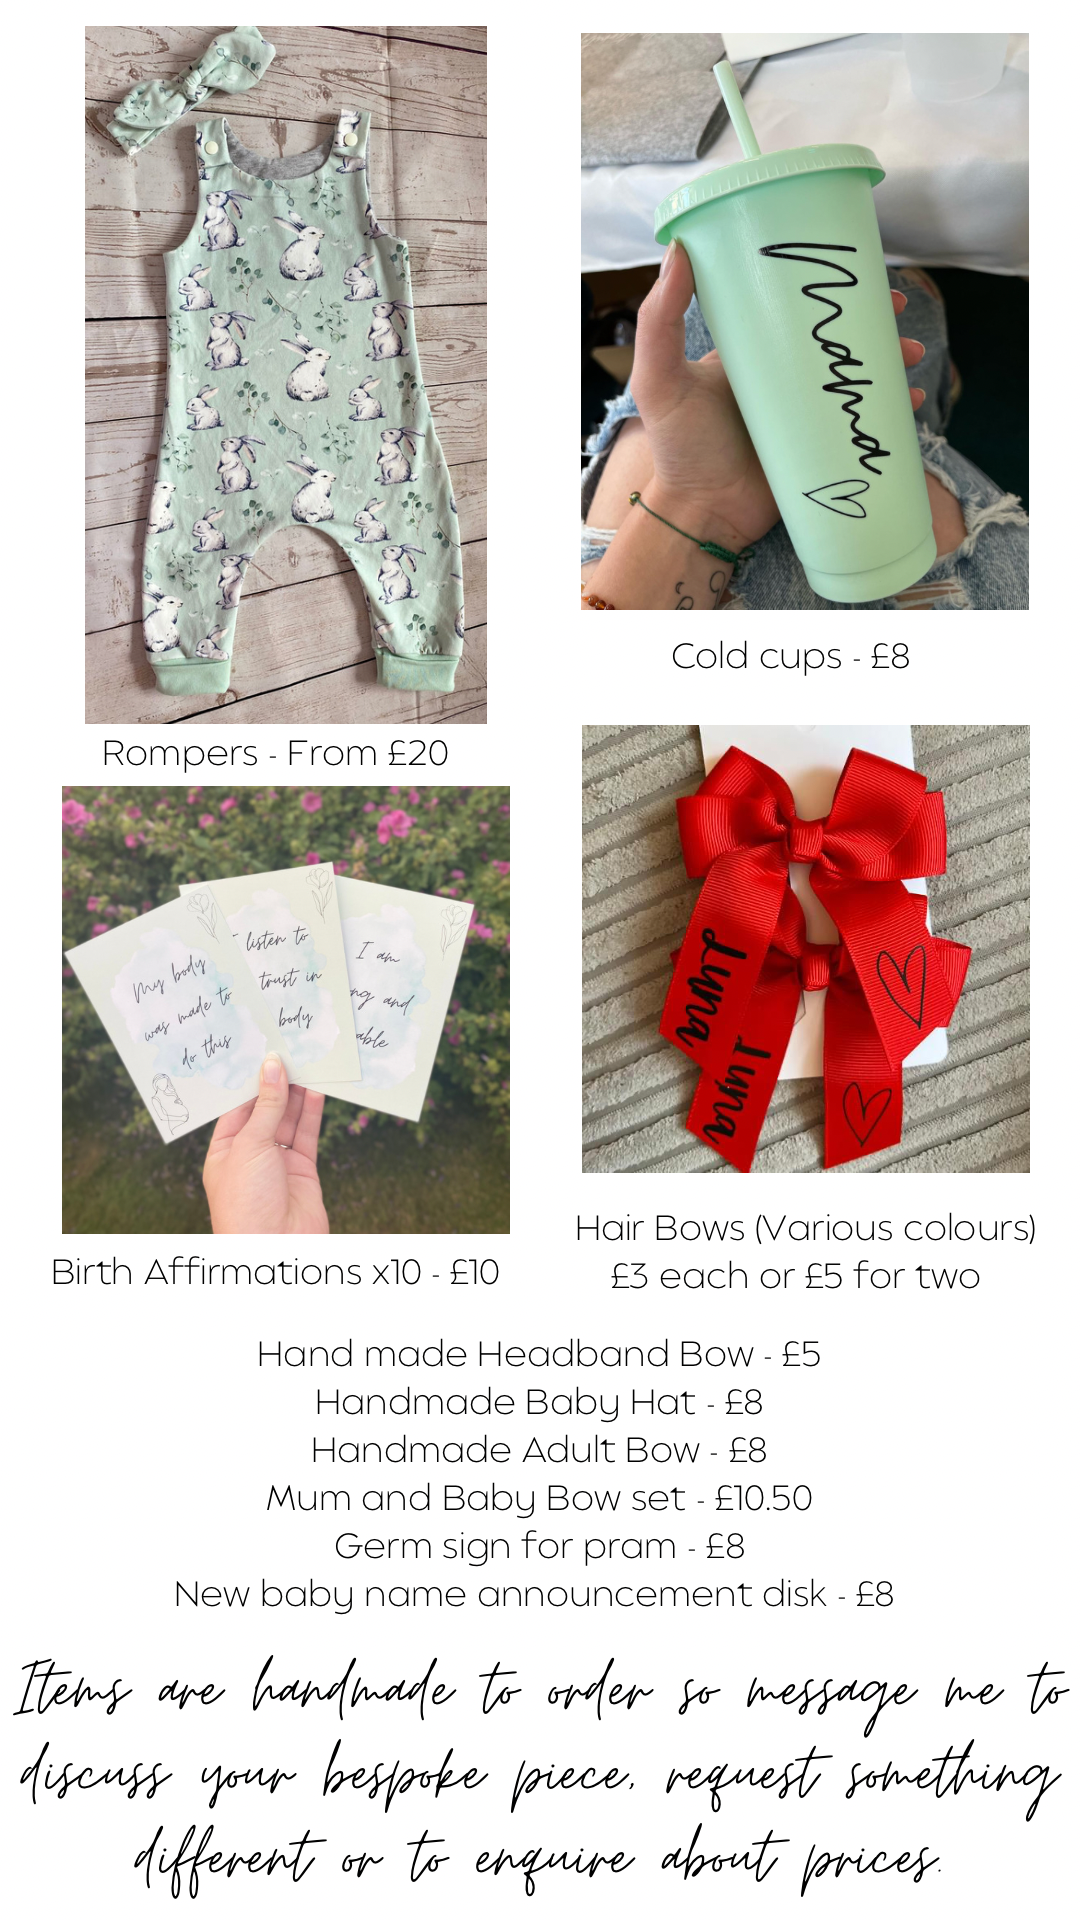 Mama
Rompers - From £20
Cold cups - £8
My body
was made to
do this
listen to
trust in
body
I am
and
Luna
Luna
Birth Affirmations x10 - £10
Hair Bows (Various colours)
£3 each or £5 for two
Hand made Headband Bow - £5
Handmade Baby Hat - £8
Handmade Adult Bow - £8
Mum and Baby Bow set - £10.50
Germ sign for pram - £8
New baby name announcement disk - £8
Items are handmade to order so message me to
discuss your bespoke piece, request something
different or to enquire about prices.